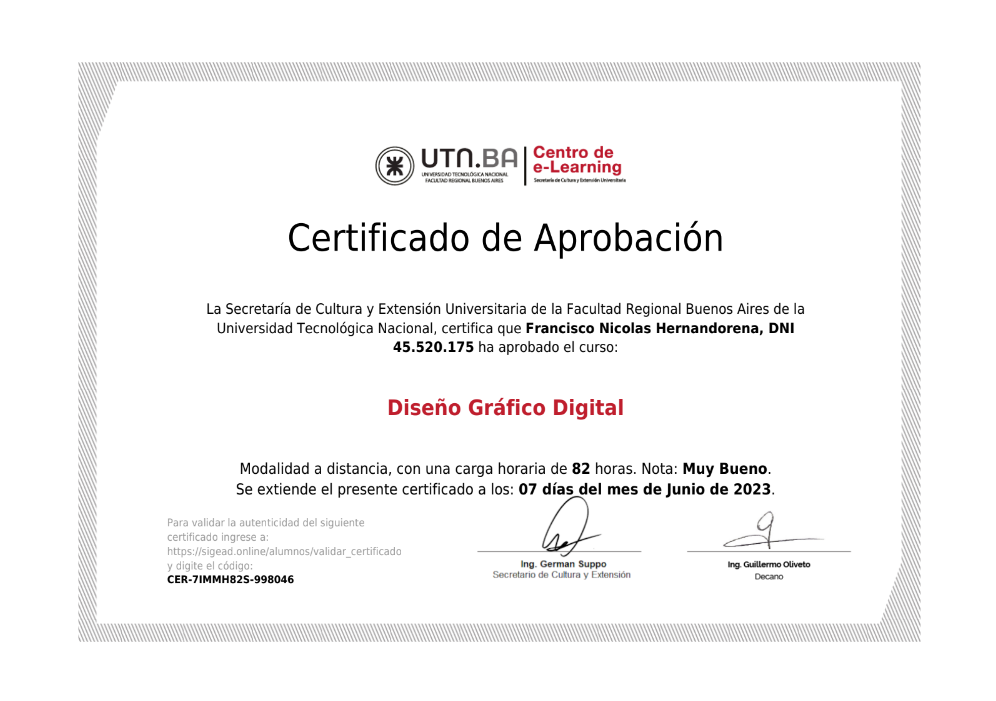 UTN.BA
UNIVERSIDAD TECNOLÓGICA NACIONAL
FACULTAD REGIONAL BUENOS AIRES
Centro de
e-Learning
Secretaría de Cultura y Extensión Universitaria
Certificado de Aprobación
La Secretaría de Cultura y Extensión Universitaria de la Facultad Regional Buenos Aires de la
Universidad Tecnológica Nacional, certifica que Francisco Nicolas Hernandorena, DNI
45.520.175 ha aprobado el curso:
Diseño Gráfico Digital
Modalidad a distancia, con una carga horaria de 82 horas. Nota: Muy Bueno.
Se extiende el presente certificado a los: 07 días del mes de Junio de 2023.
Para validar la autenticidad del siguiente
certificado ingrese a:
https://sigead.online/alumnos/validar_certificado
y digite el código:
CER-7IMMH82S-998046
Ing. German Suppo
Secretario de Cultura y Extensión
Ing. Guillermo Oliveto
Decano